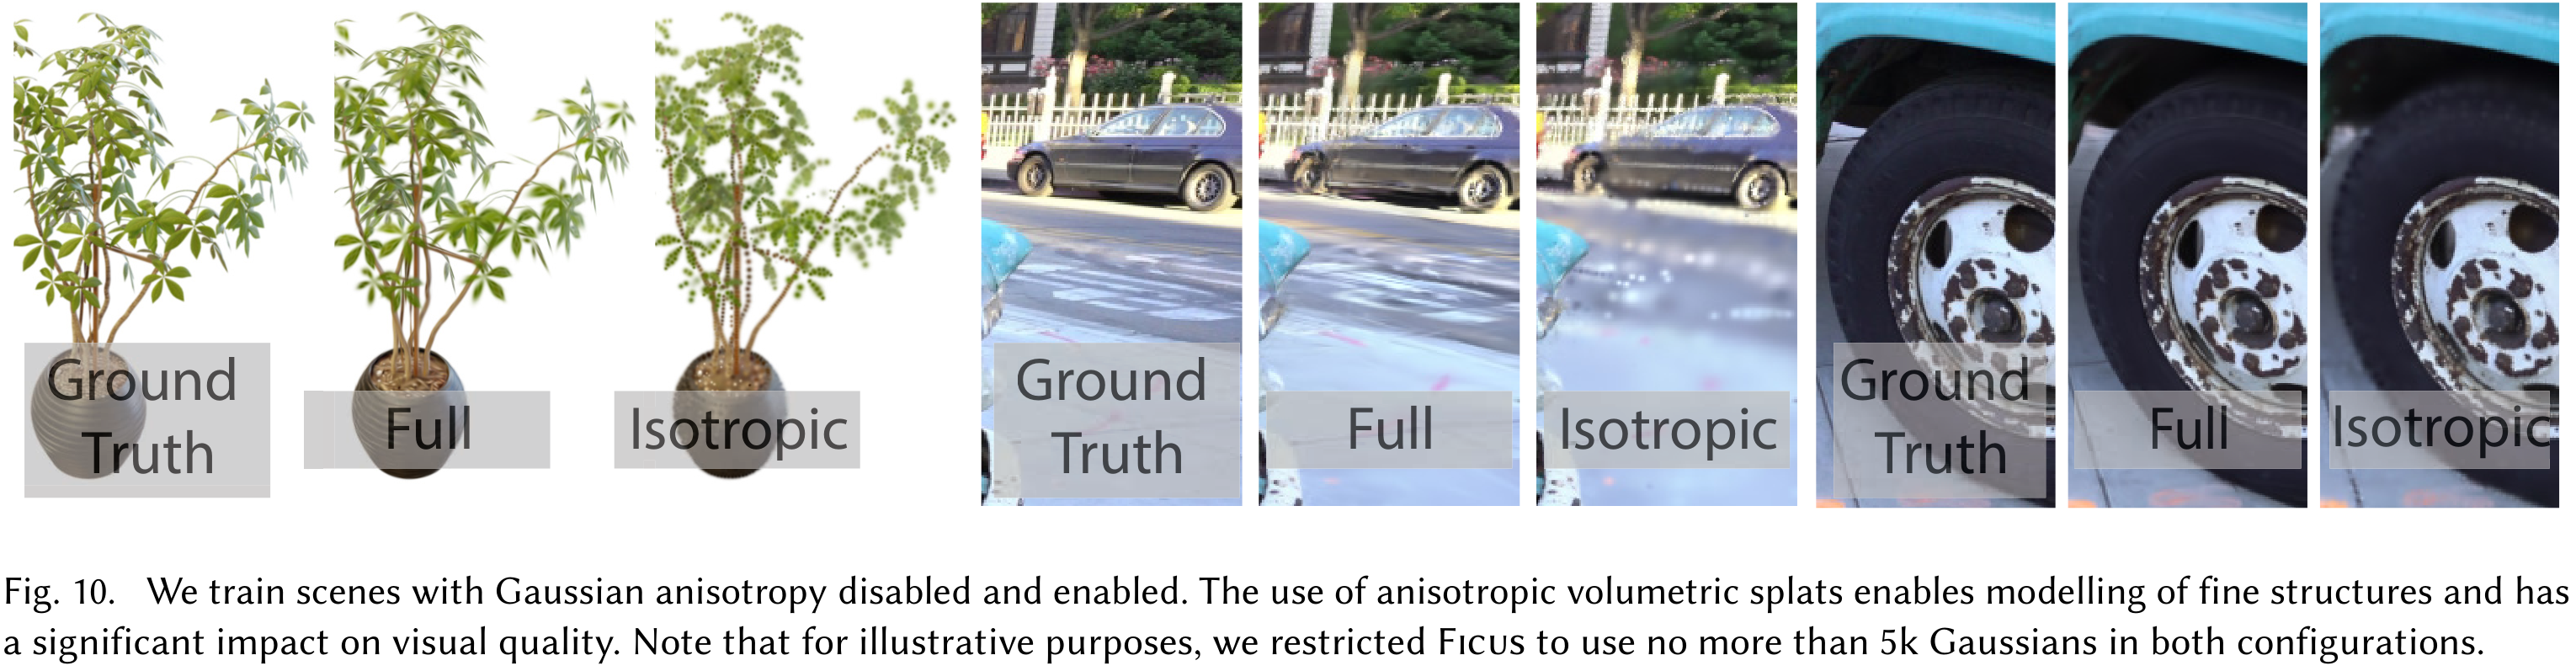 Ground
Truth
Full
Isotropic
Ground
Truth
Full
Isotropic
Ground
Truth
Full
Isotropic
Fig. 10. We train scenes with Gaussian anisotropy disabled and enabled. The use of anisotropic volumetric splats enables modelling of fine structures and has
a significant impact on visual quality. Note that for illustrative purposes, we restricted Ficus to use no more than 5k Gaussians in both configurations.